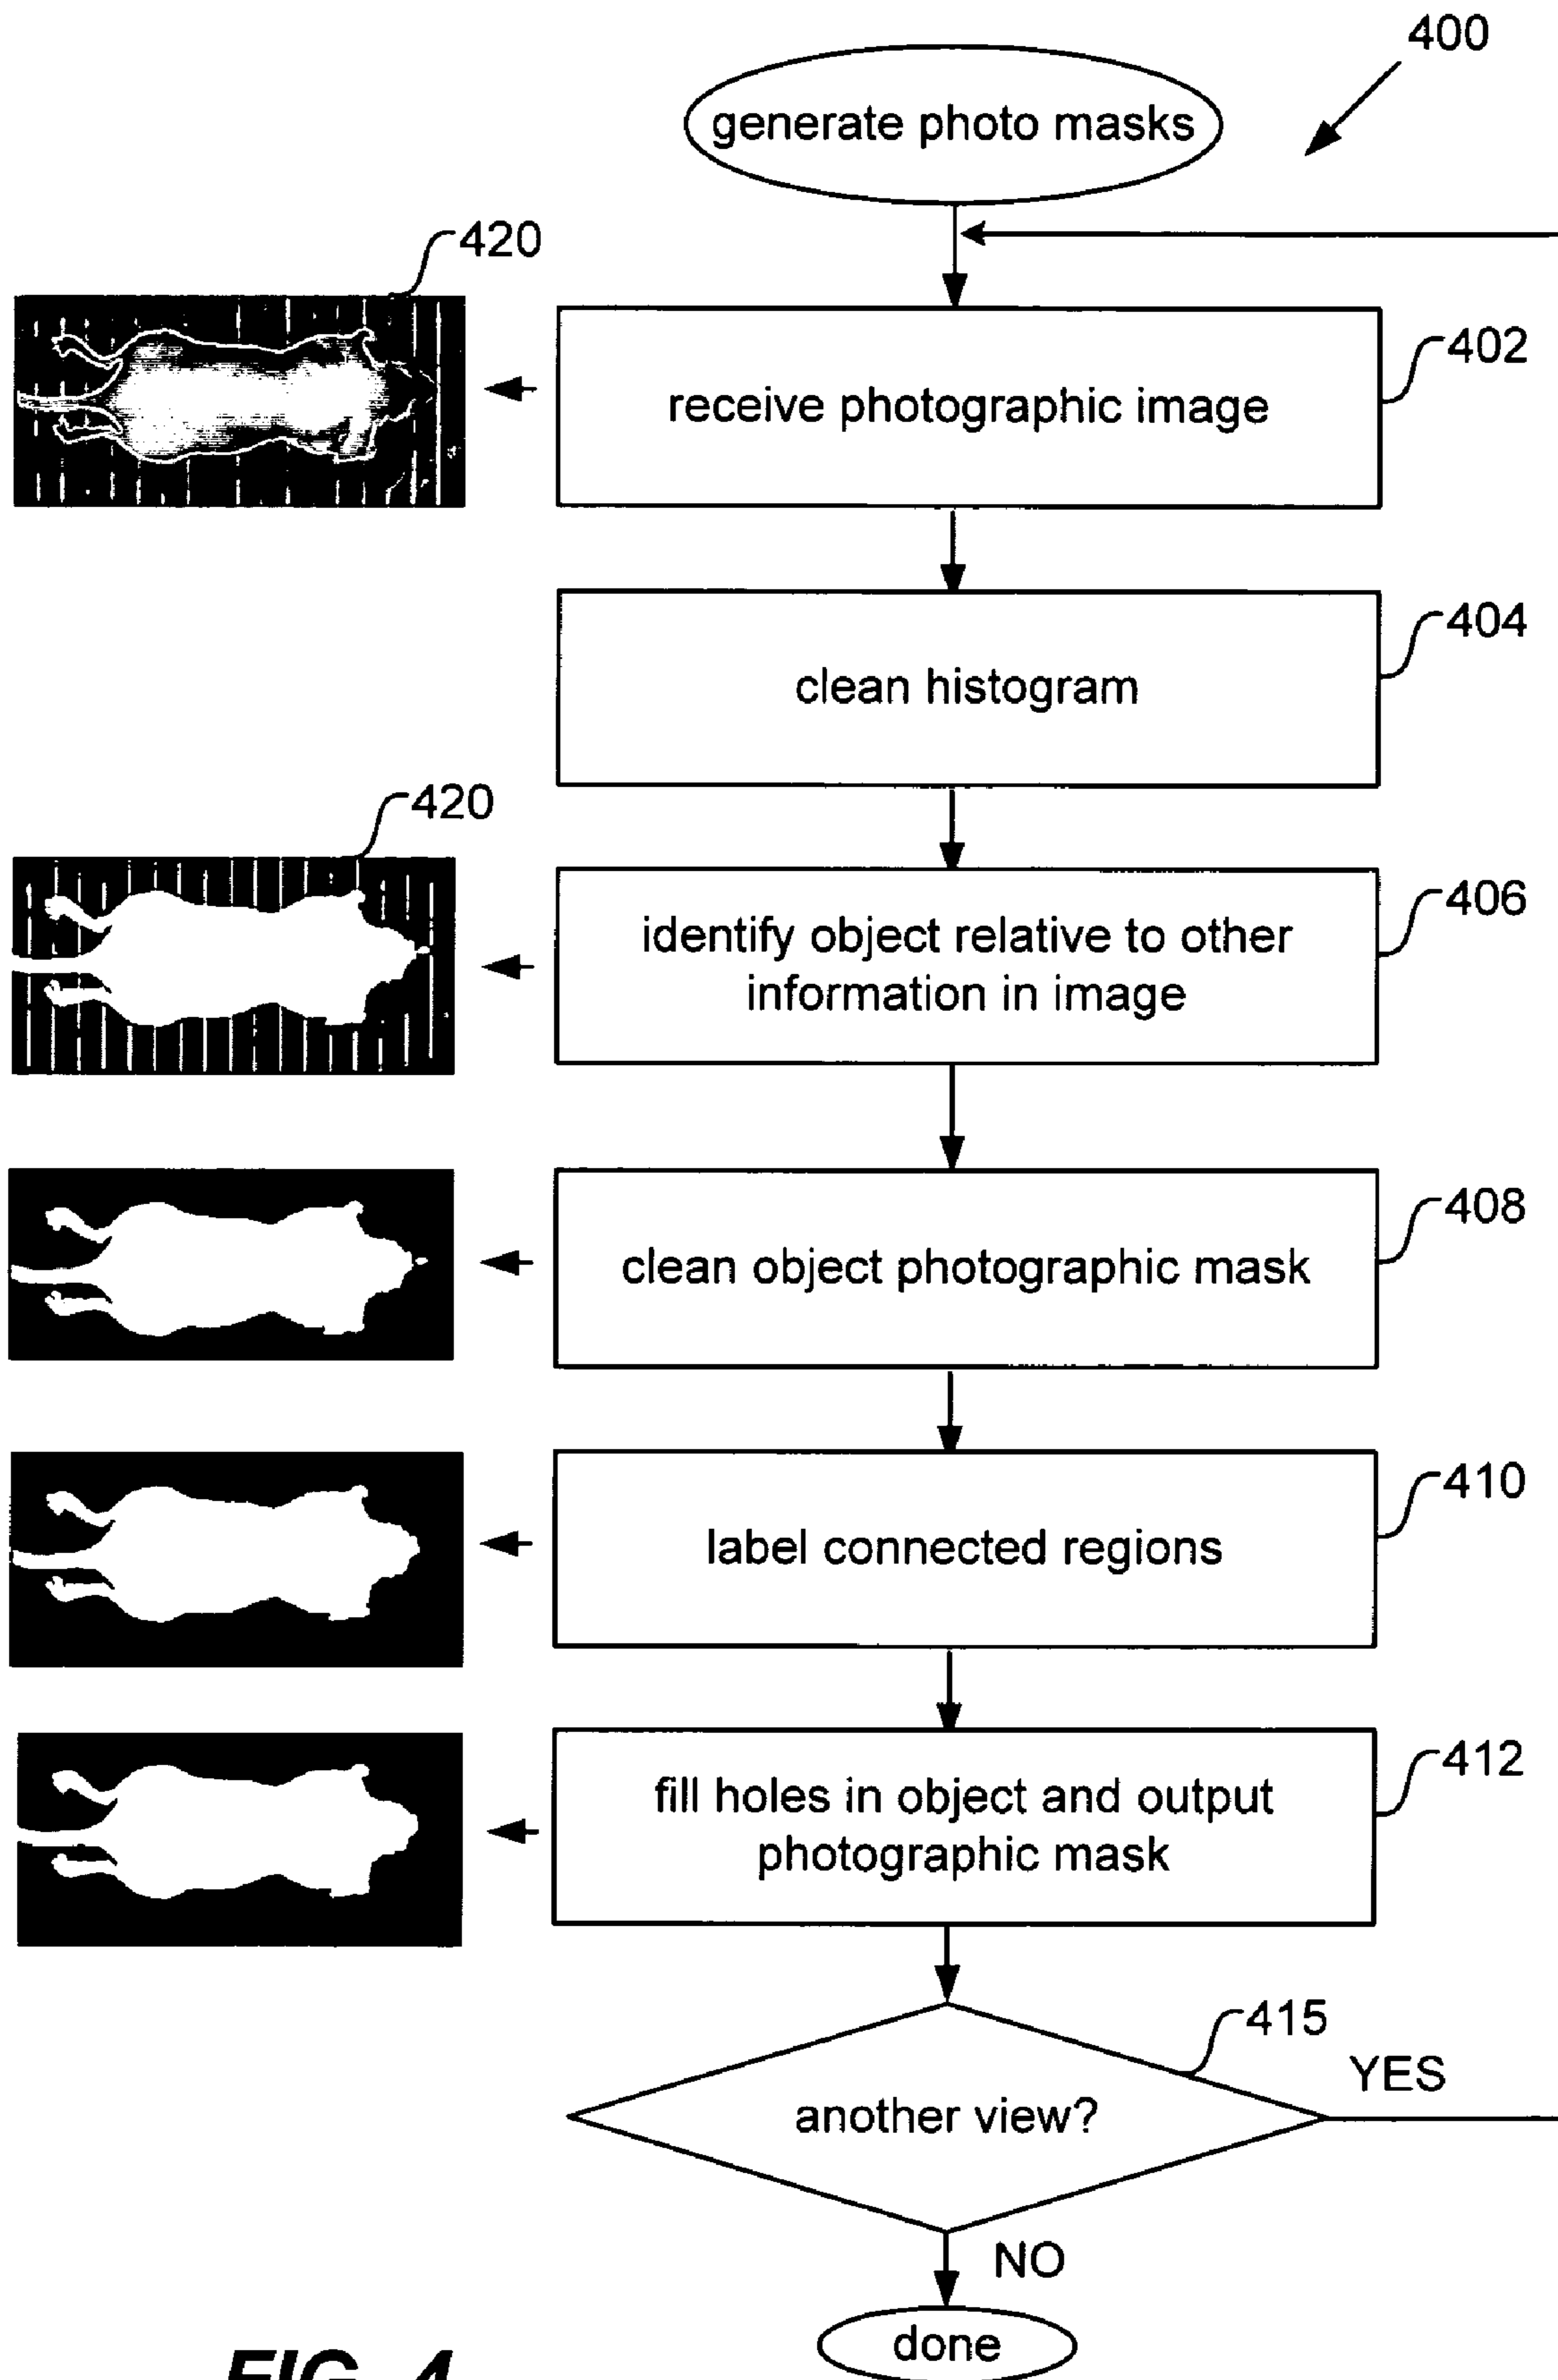 400
generate photo masks
420
402
receive photographic image
404
clean histogram
420
406
identify object relative to other
information in image
408
clean object photographic mask
410
label connected regions
412
fill holes in object and output
photographic mask
415
YES
another view?
NO
done
FIG. 4